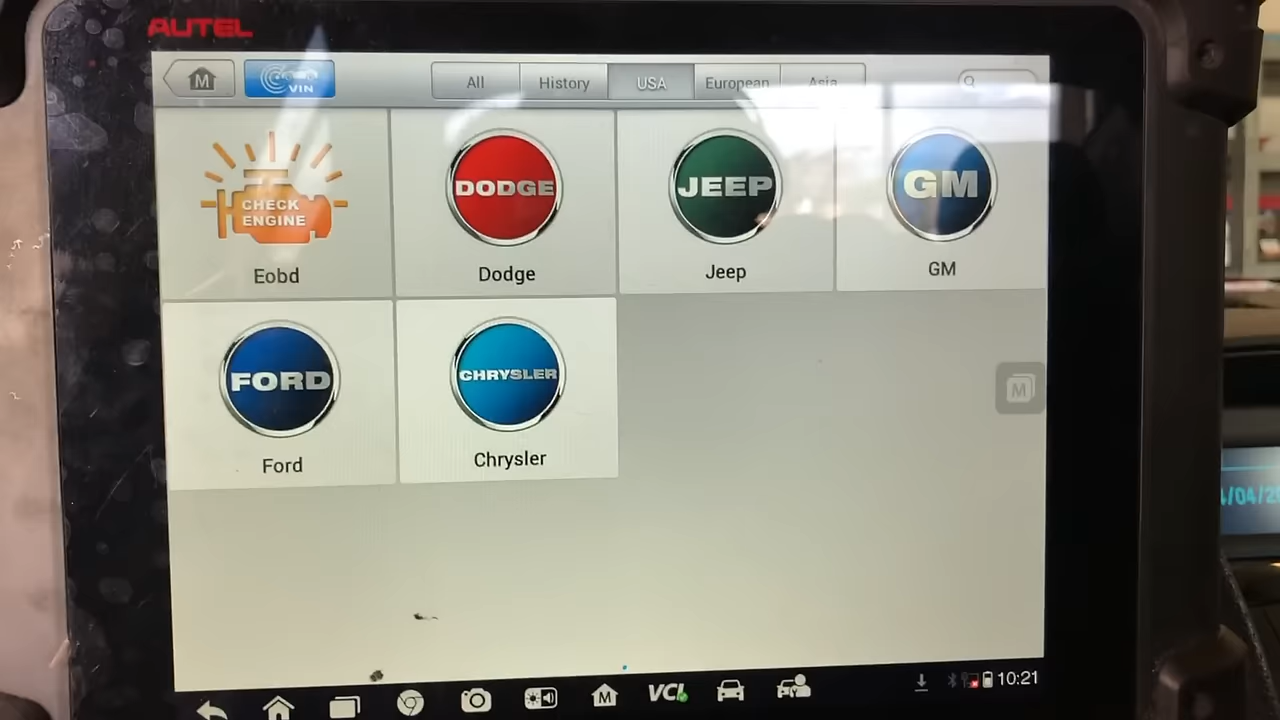 AUTEL
M VIN All History USA European Asia
CHECK ENGINE
Eobd
DODGE
Dodge
JEEP
Jeep
GM
GM
FORD
Ford
CHRYSLER
Chrysler
M
M VCI 10:21